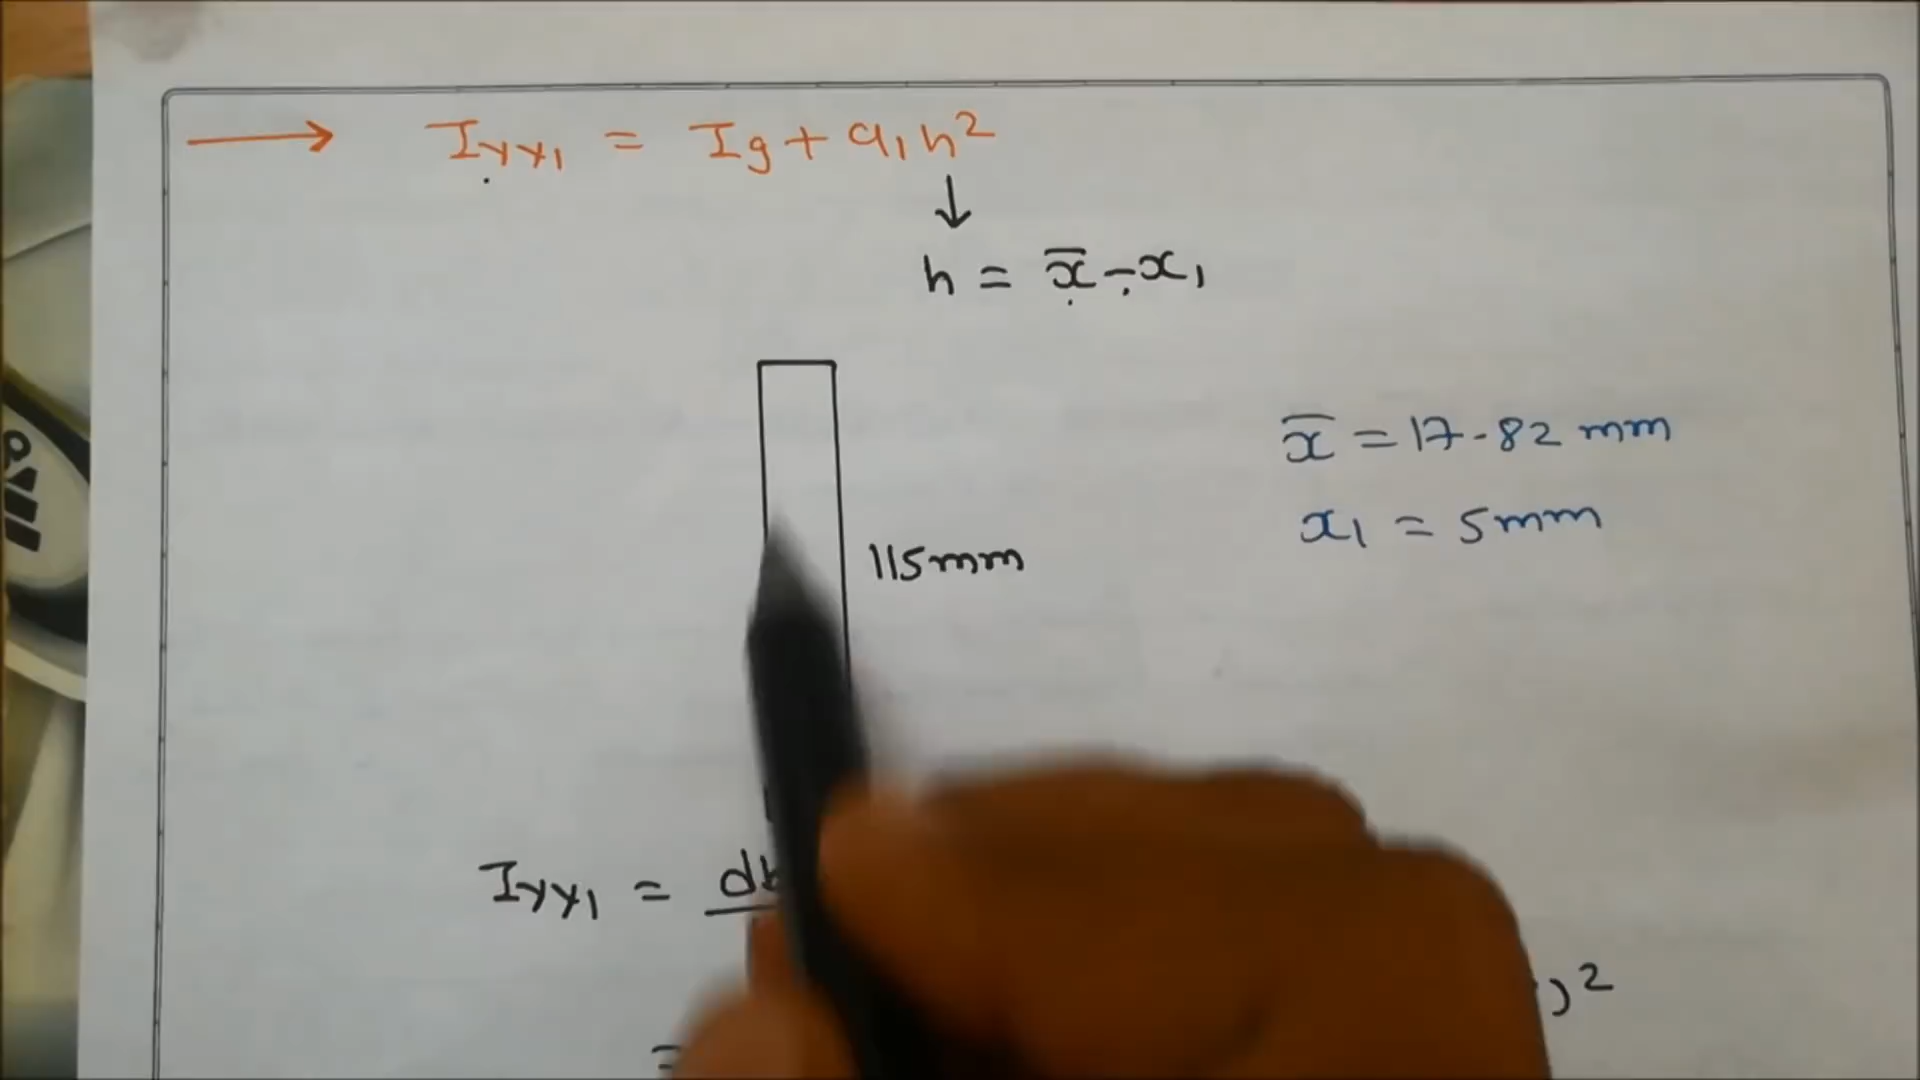 → Iyy₁ = Ig + a₁h²
↓
h = x̄ - x₁
x̄ = 17.82 mm
x₁ = 5mm
115mm
Iyy₁ =
)²
=